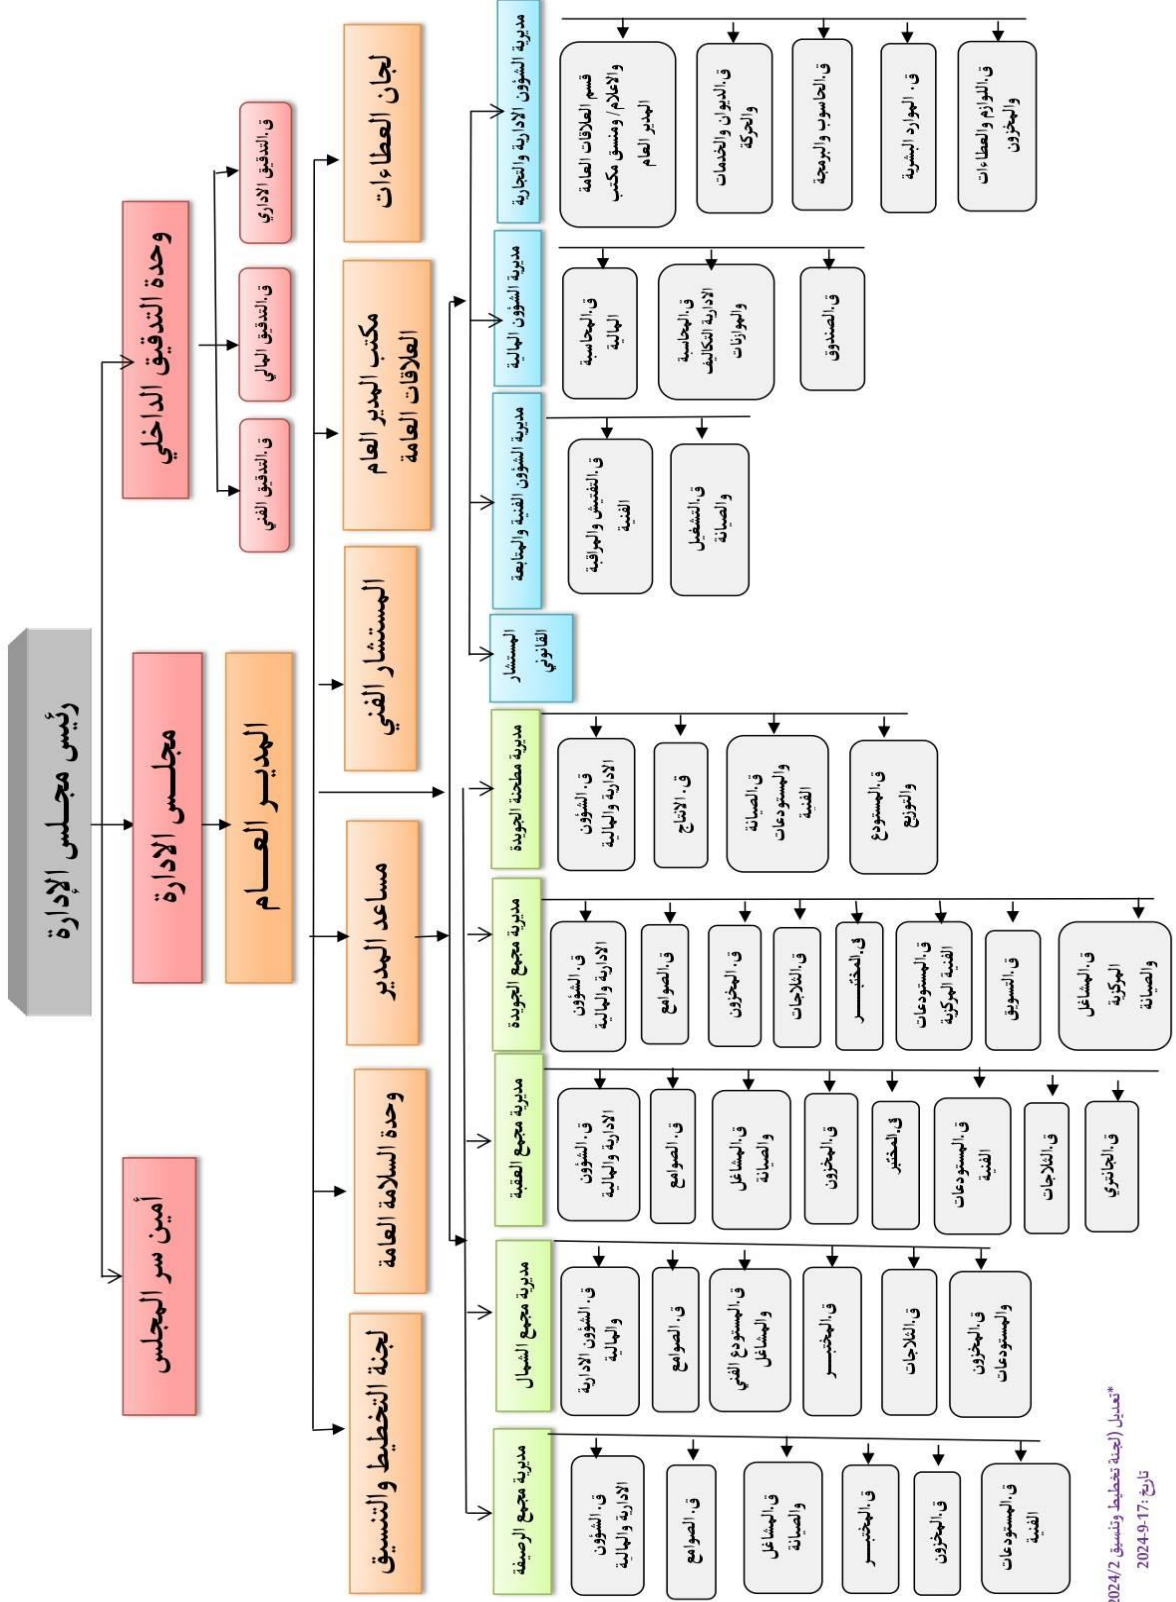 رئيس مجلس الإدارة
وحدة التدقيق الداخلي
مجلس الادارة
أمين سر المجلس
ق.التدقيق الاداري
ق.التدقيق المالي
ق.التدقيق الفني
المدير العام
لجان العطاءات
مكتب المدير العام
العلاقات العامة
المستشار الفني
مساعد المدير
وحدة السلامة العامة
لجنة التخطيط والتنسيق
مديرية الشؤون الادارية والتجارية
قسم العلاقات العامة
والاعلام/ ومنسق مكتب
المدير العام
ق.الديوان والخدمات
والحركة
ق.الحاسوب والبرمجة
ق. الموارد البشرية
ق.اللوازم والعطاءات
والمخزون
مديرية الشؤون المالية
ق.المحاسبة
المالية
ق.المحاسبة
الادارية التكاليف
والموازنات
ق.الصندوق
مديرية الشؤون الفنية والمتابعة
ق.التفتيش والمراقبة
الفنية
ق.التشغيل
والصيانة
المستشار
القانوني
مديرية مطحنة الجويدة
ق. الشؤون
الادارية والمالية
ق. الانتاج
ق.الصيانة
والمستودعات
الفنية
ق.المستودع
والتوزيع
مديرية مجمع الجويدة
ق. الشؤون
الادارية والمالية
ق. الصوامع
ق. المخزون
ق.الثلاجات
ق.المختبر
ق.المستودعات
الفنية المركزية
ق.التسويق
ق.المشاغل
المركزية
والصيانة
مديرية مجمع العقبة
ق. الشؤون
الادارية والمالية
ق. الصوامع
ق.المشاغل
والصيانة
ق.المخزون
ق.المختبر
ق.المستودعات
الفنية
ق.الثلاجات
ق.الجانتري
مديرية مجمع الشمال
ق. الشؤون الادارية
والمالية
ق. الصوامع
ق.المستودع الفني
والمشاغل
ق.المختبر
ق.الثلاجات
ق.المخزون
والمستودعات
مديرية مجمع الرصيفة
ق. الشؤون
الادارية والمالية
ق. الصوامع
ق.المشاغل
والصيانة
ق.المختبر
ق.المخزون
ق.المستودعات
الفنية
*تعديل (لجنة تخطيط وتنسيق 2024/2
تاريخ :17-9-2024